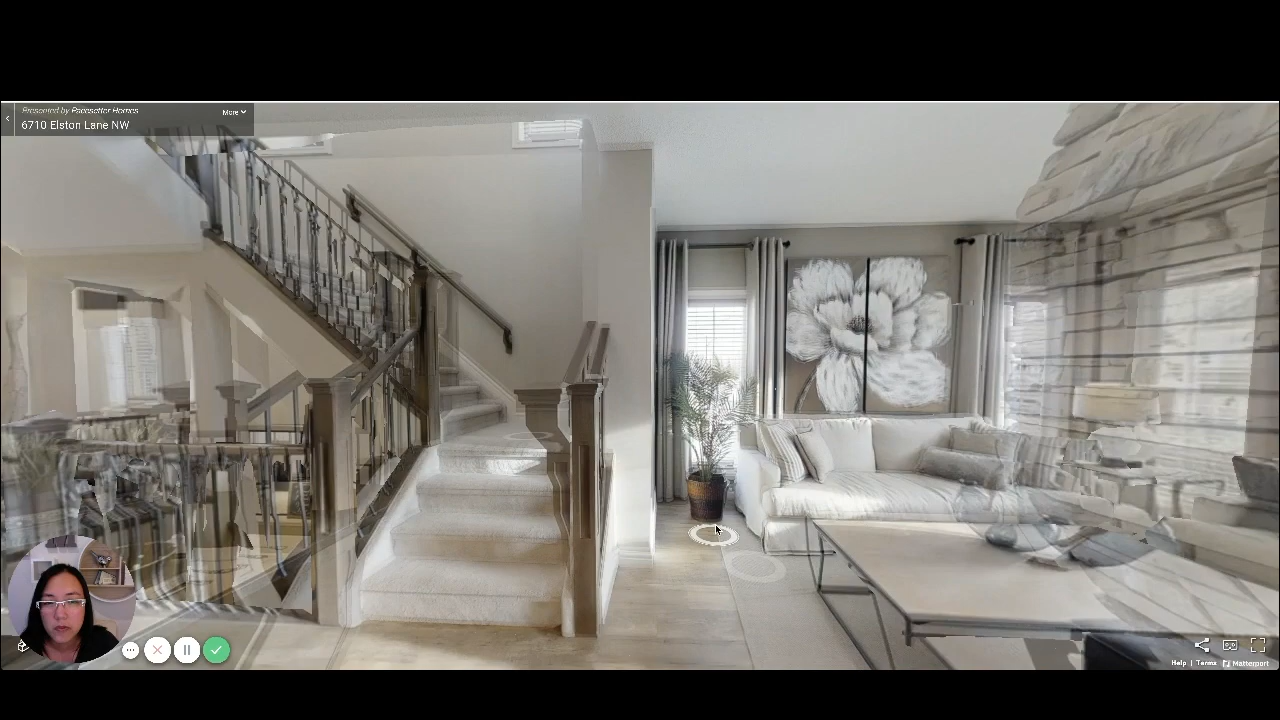 Presented by Pacesetter Homes
More
6710 Elston Lane NW
Help | Terms
Matterport